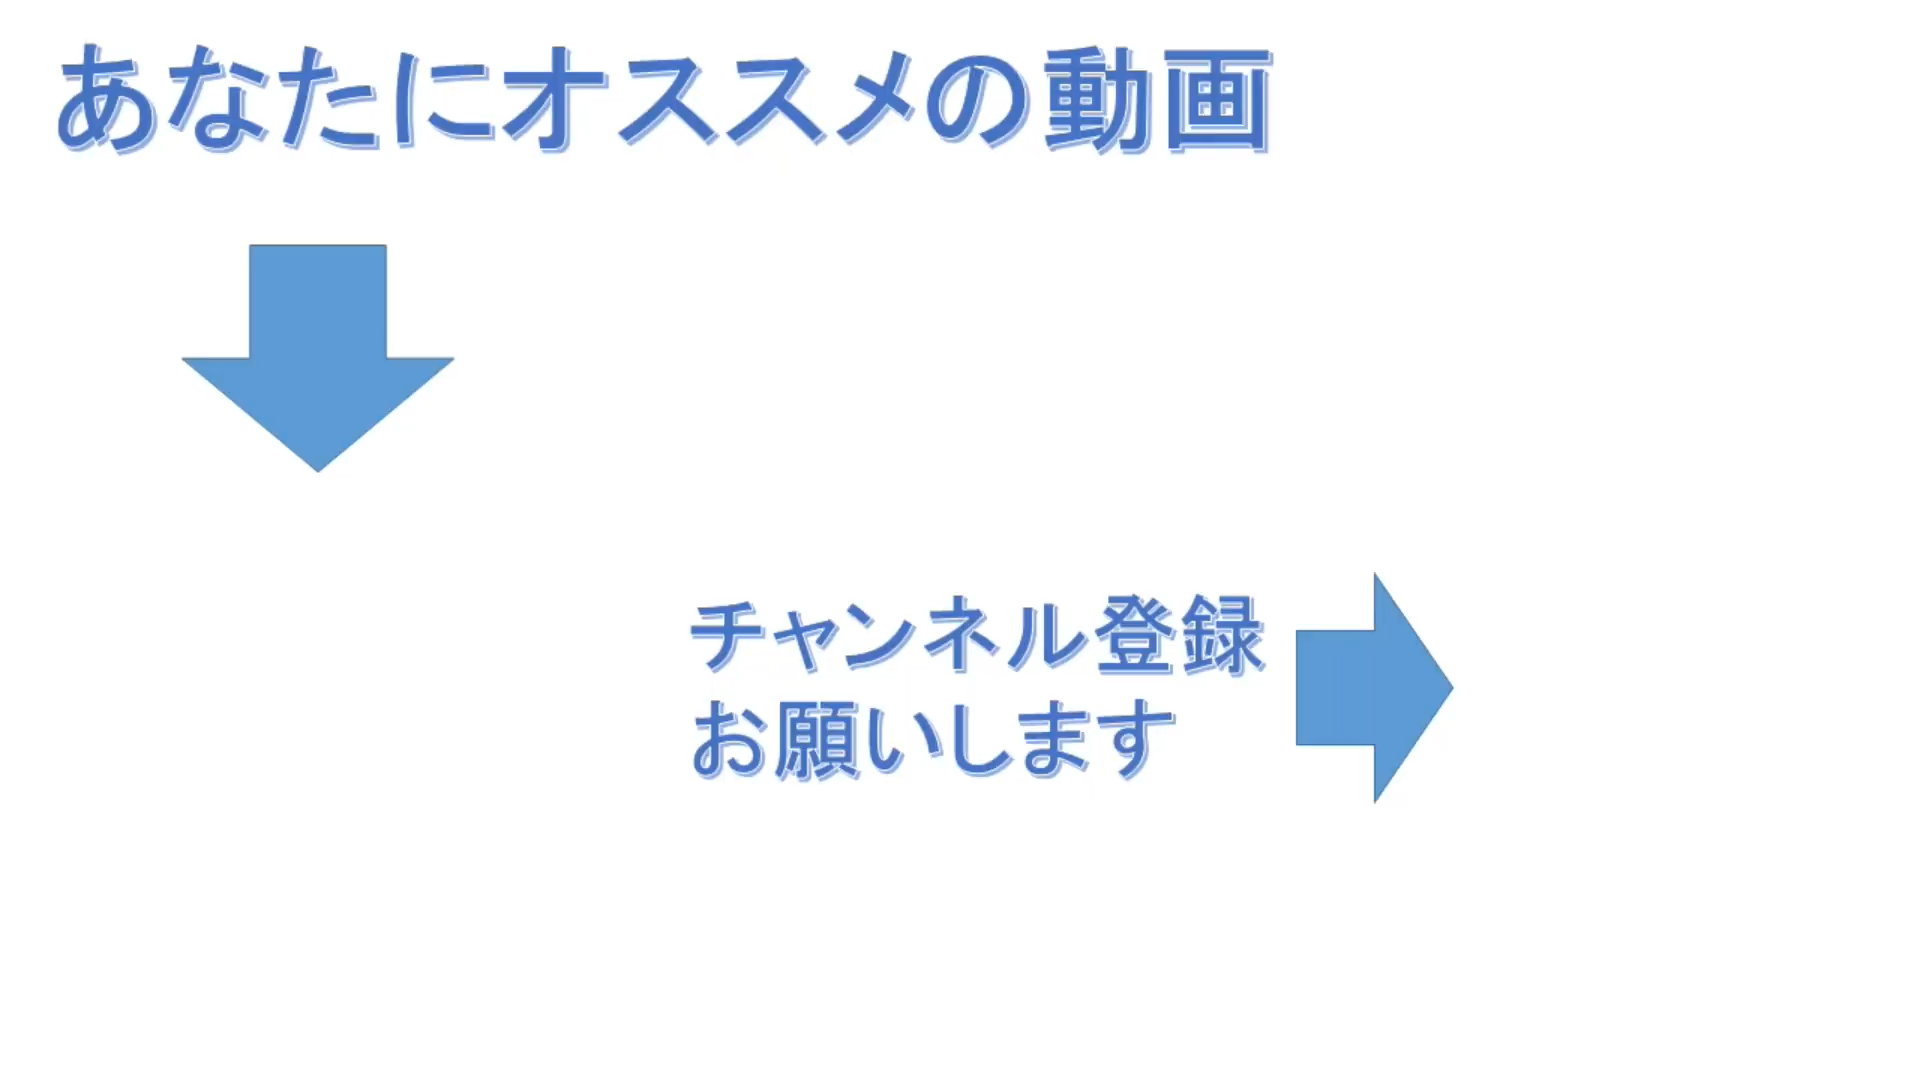 あなたにオススメの動画
チャンネル登録
お願いします